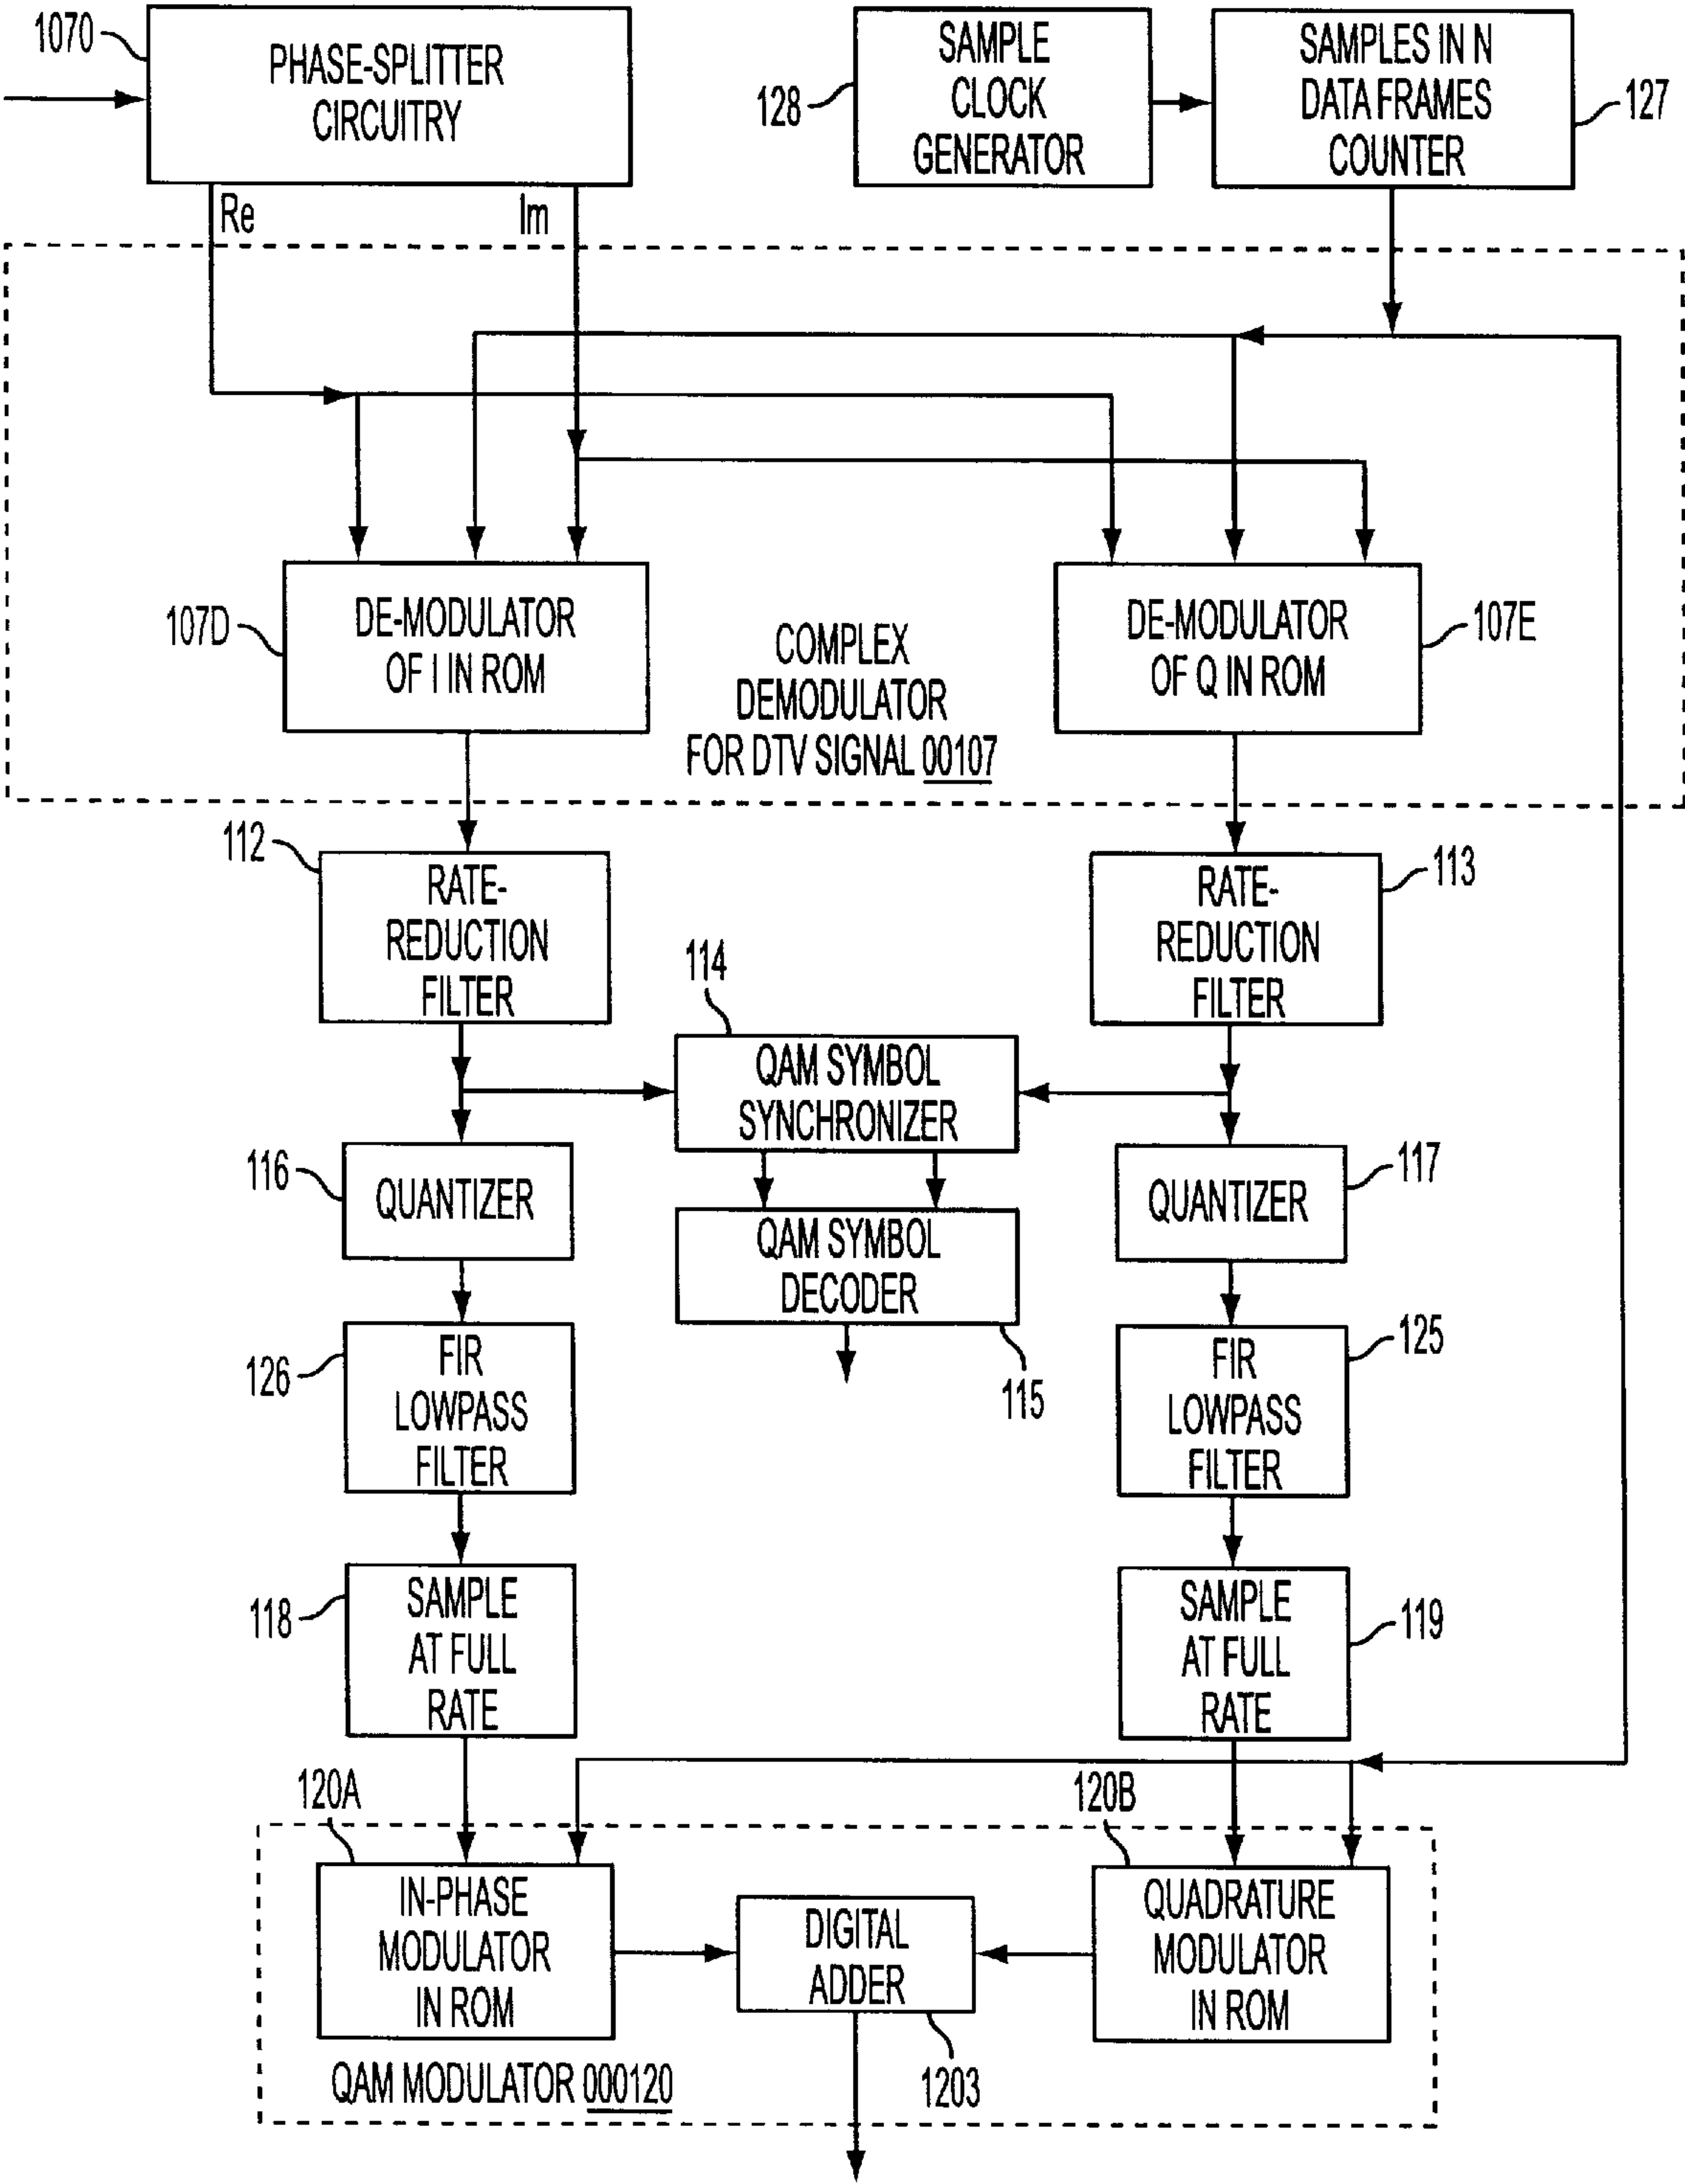 1070
PHASE-SPLITTER
CIRCUITRY
128
SAMPLE
CLOCK
GENERATOR
SAMPLES IN N
DATA FRAMES
COUNTER
127
Re
Im
107D
DE-MODULATOR
OF I IN ROM
COMPLEX
DEMODULATOR
FOR DTV SIGNAL 00107
DE-MODULATOR
OF Q IN ROM
107E
112
RATE-
REDUCTION
FILTER
113
RATE-
REDUCTION
FILTER
114
QAM SYMBOL
SYNCHRONIZER
116
QUANTIZER
117
QUANTIZER
QAM SYMBOL
DECODER
115
126
FIR
LOWPASS
FILTER
125
FIR
LOWPASS
FILTER
118
SAMPLE
AT FULL
RATE
119
SAMPLE
AT FULL
RATE
120A
IN-PHASE
MODULATOR
IN ROM
120B
QUADRATURE
MODULATOR
IN ROM
DIGITAL
ADDER
1203
QAM MODULATOR 000120